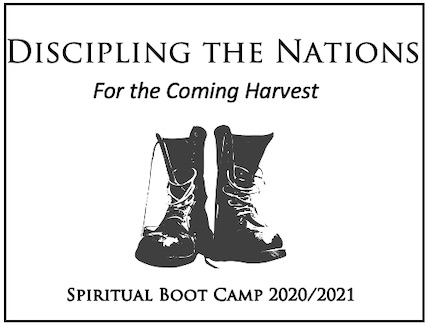 Discipling the Nations
For the Coming Harvest
Spiritual Boot Camp 2020/2021